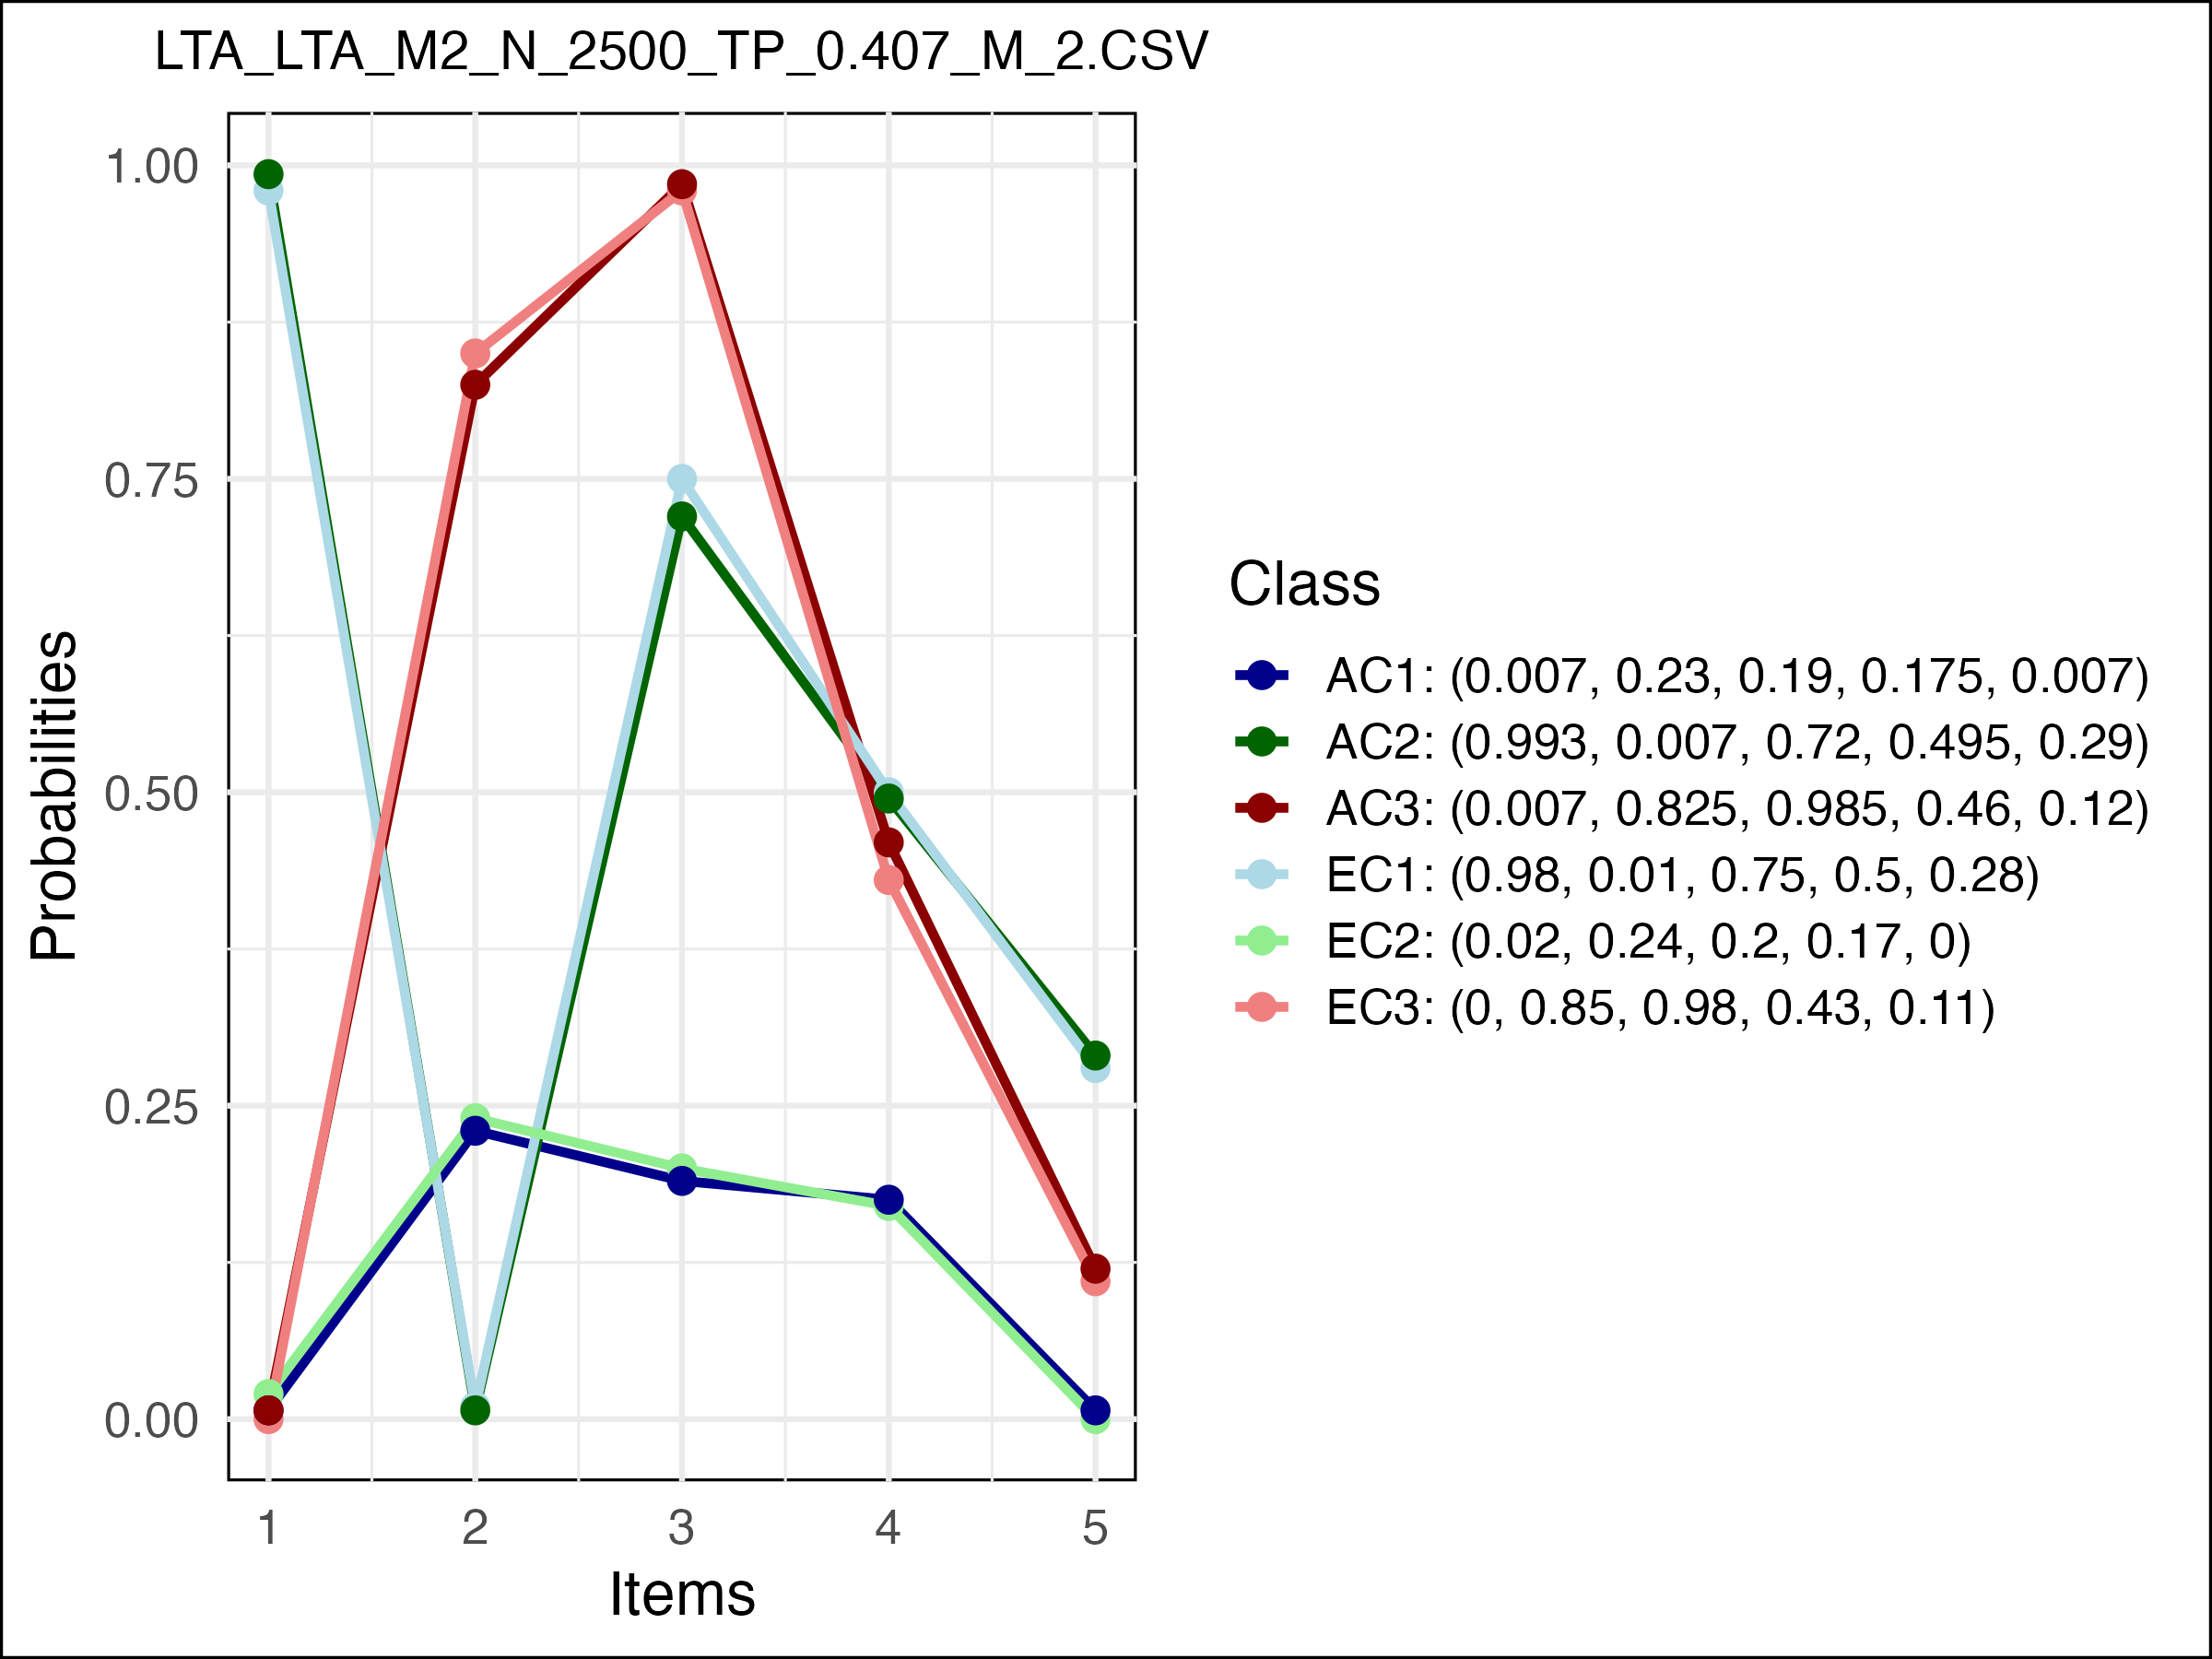 LTA_LTA_M2_N_2500_TP_0.407_M_2.CSV
1.00
0.75
0.50
0.25
0.00
Probabilities
1 2 3 4 5
Items
Class
AC1: (0.007, 0.23, 0.19, 0.175, 0.007)
AC2: (0.993, 0.007, 0.72, 0.495, 0.29)
AC3: (0.007, 0.825, 0.985, 0.46, 0.12)
EC1: (0.98, 0.01, 0.75, 0.5, 0.28)
EC2: (0.02, 0.24, 0.2, 0.17, 0)
EC3: (0, 0.85, 0.98, 0.43, 0.11)